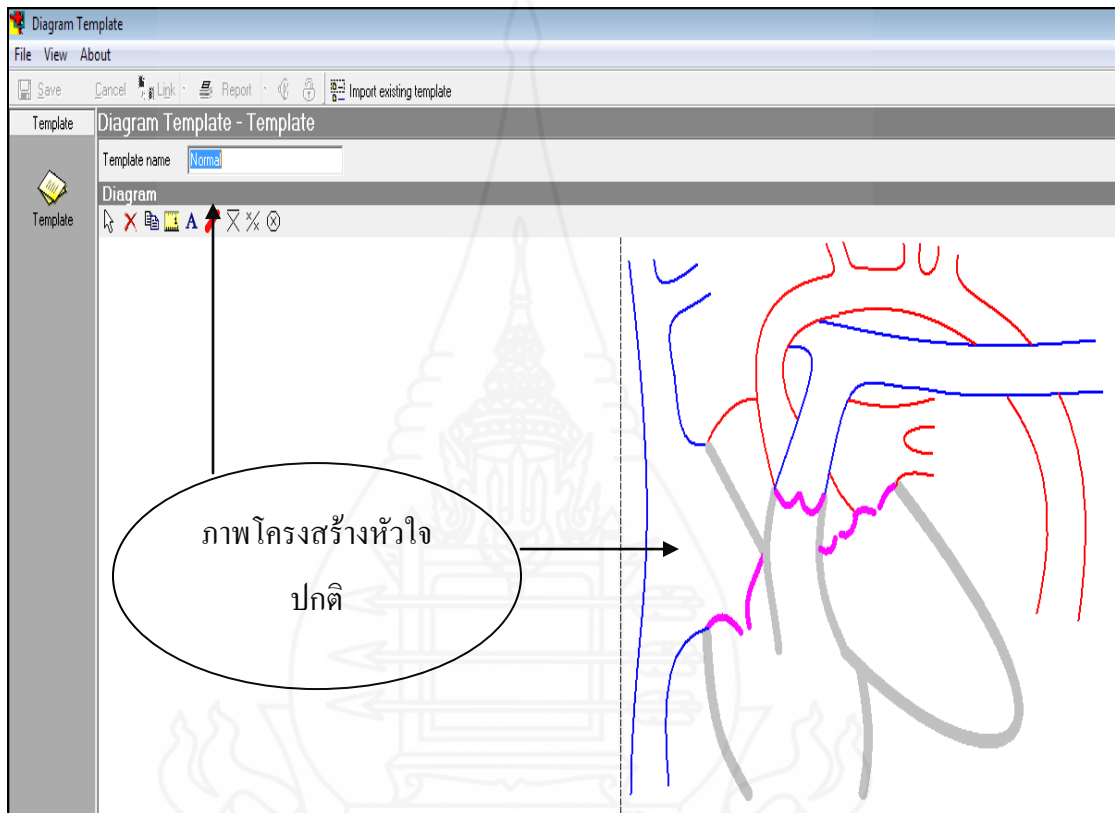 Diagram Template
File View About
Save Cancel Link Report Import existing template
Template
Diagram Template - Template
Template name Normal
Template
Diagram
A
ภาพโครงสร้างหัวใจ
ปกติ